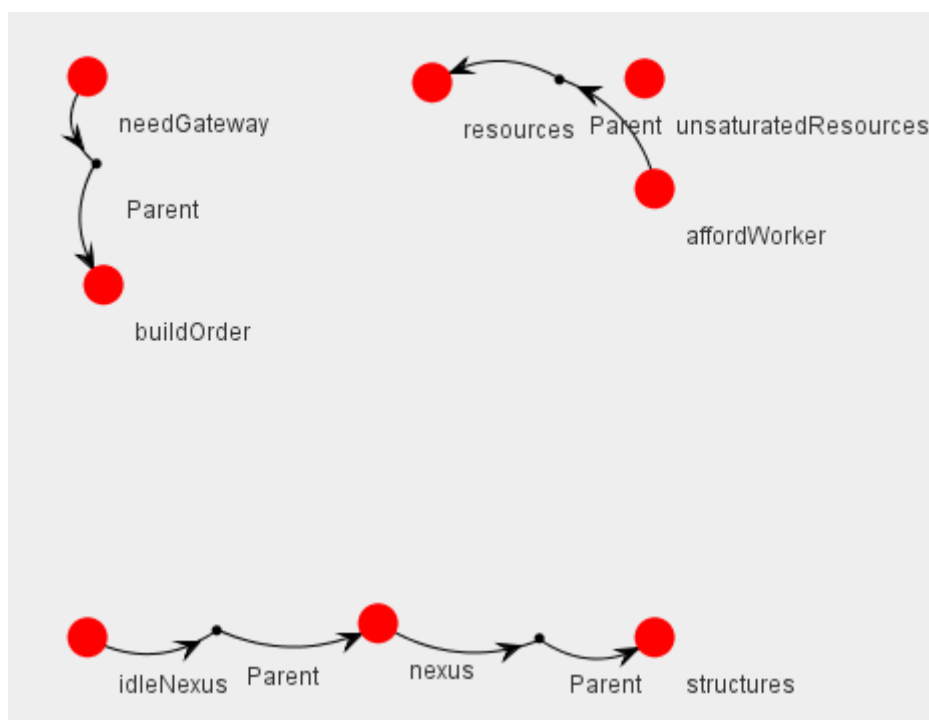 needGateway
resources
Parent
unsaturatedResources
Parent
affordWorker
buildOrder
idleNexus
Parent
nexus
Parent
structures